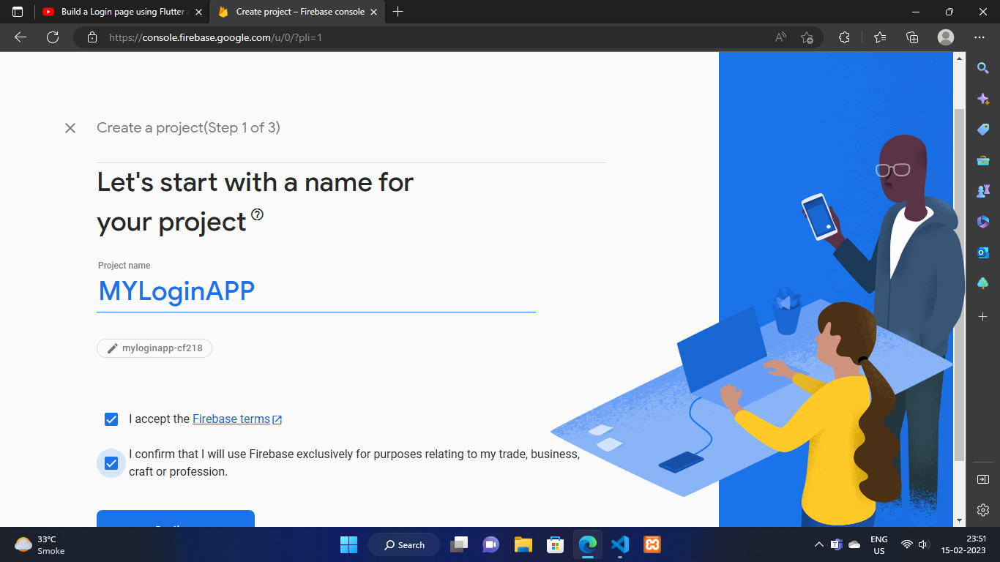 Build a Login page using Flutter
Create project – Firebase console
https://console.firebase.google.com/u/0/?pli=1
Create a project(Step 1 of 3)
Let's start with a name for
your project
Project name
MYLoginAPP
myloginapp-cf218
I accept the Firebase terms
I confirm that I will use Firebase exclusively for purposes relating to my trade, business,
craft or profession.
33°C
Smoke
Search
ENG
US
23:51
15-02-2023